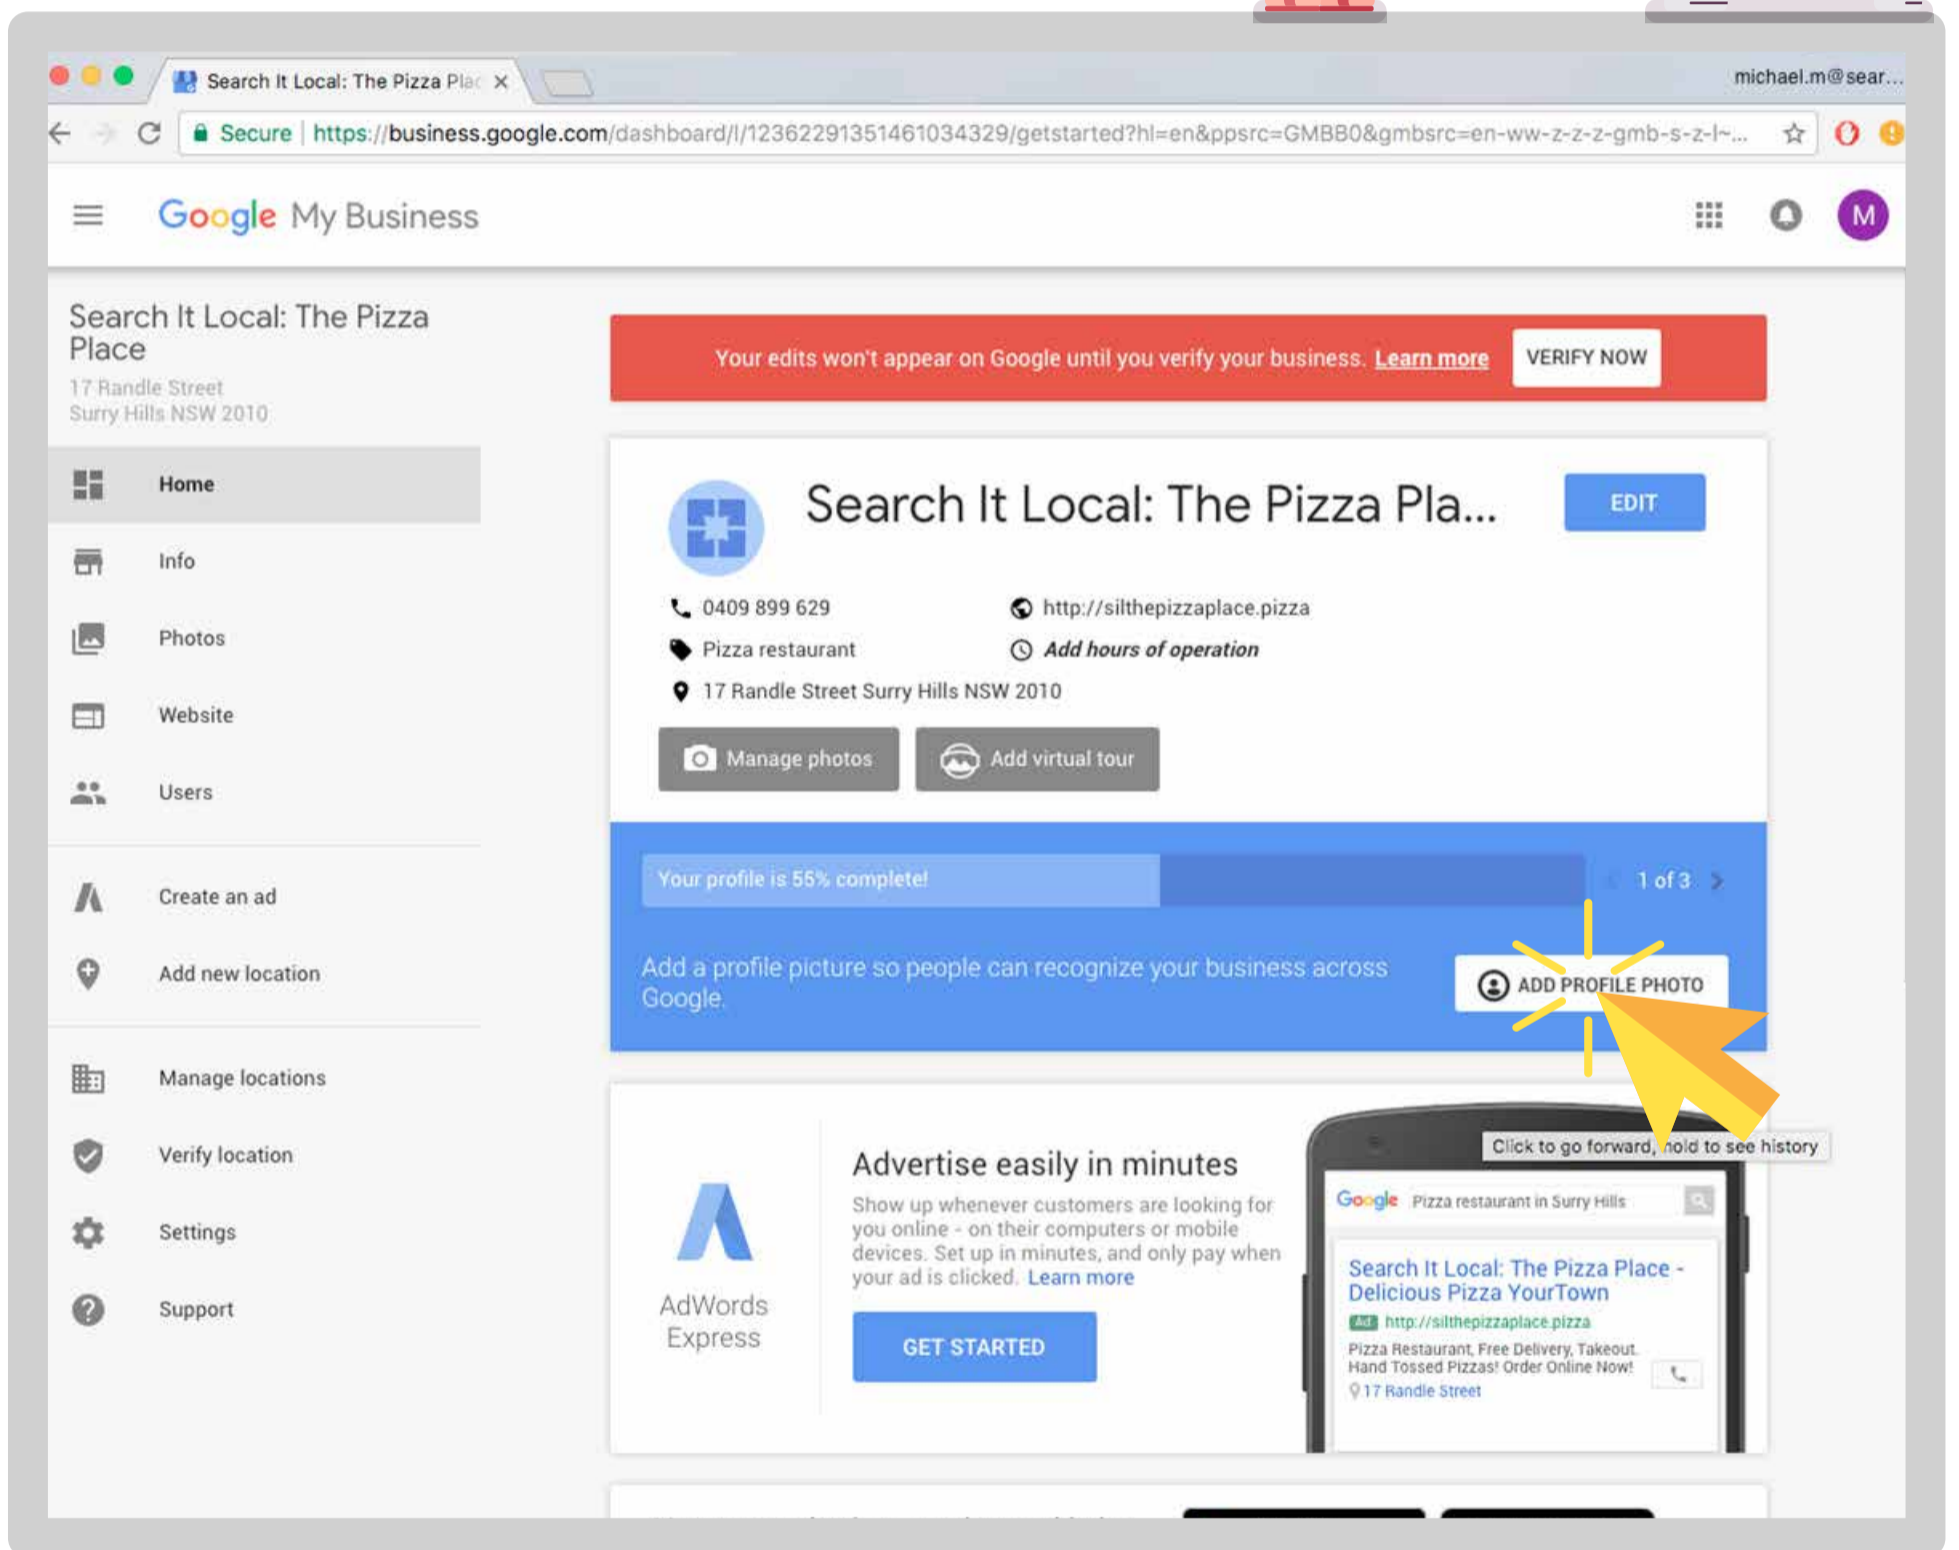 Search It Local: The Pizza Plac
michael.m@sear...
Secure
https://business.google.com/dashboard/l/12362291351461034329/getstarted?hl=en&ppsrc=GMBB0&gmbsrc=en-ww-z-z-z-gmb-s-z-l~...
Google My Business
M
Search It Local: The Pizza
Place
17 Randle Street
Surry Hills NSW 2010
Home
Info
Photos
Website
Users
Create an ad
Add new location
Manage locations
Verify location
Settings
Support
Your edits won't appear on Google until you verify your business. Learn more
VERIFY NOW
Search It Local: The Pizza Pla...
EDIT
0409 899 629
http://silthepizzaplace.pizza
Pizza restaurant
Add hours of operation
17 Randle Street Surry Hills NSW 2010
Manage photos
Add virtual tour
Your profile is 55% complete!
1 of 3
Add a profile picture so people can recognize your business across
Google.
ADD PROFILE PHOTO
AdWords
Express
Advertise easily in minutes
Show up whenever customers are looking for
you online - on their computers or mobile
devices. Set up in minutes, and only pay when
your ad is clicked. Learn more
GET STARTED
Click to go forward, hold to see history
Google Pizza restaurant in Surry Hills
Search It Local: The Pizza Place -
Delicious Pizza YourTown
Ad http://silthepizzaplace.pizza
Pizza Restaurant, Free Delivery, Takeout.
Hand Tossed Pizzas! Order Online Now!
17 Randle Street